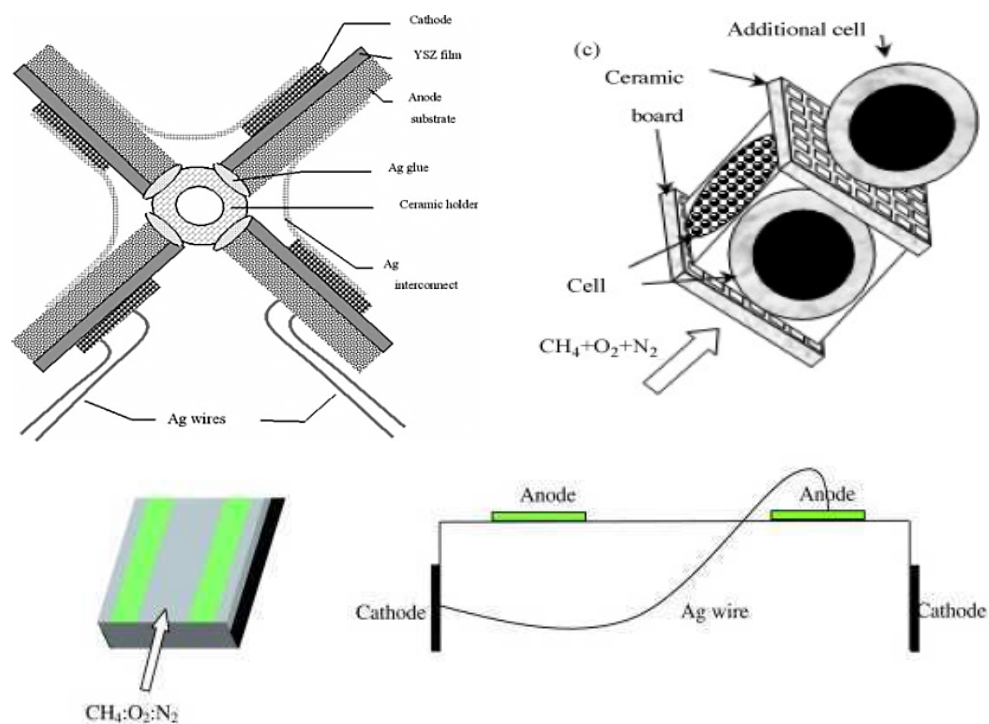 Cathode
YSZ film
Anode
substrate
Ag glue
Ceramic holder
Ag
interconnect
Ag wires
(c)
Additional cell
Ceramic
board
Cell
CH₄+O₂+N₂
CH₄:O₂:N₂
Anode
Anode
Cathode
Ag wire
Cathode